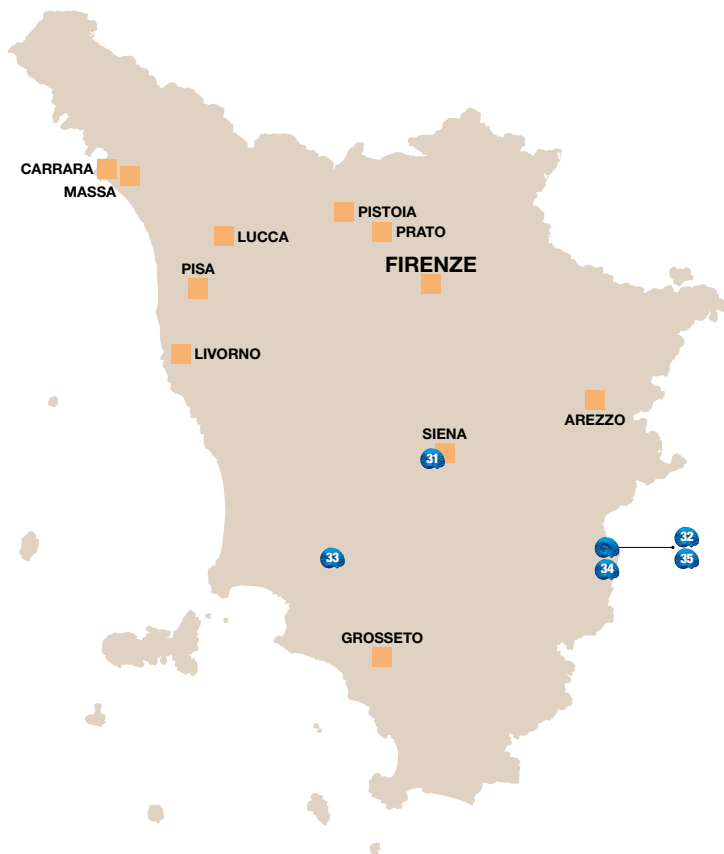 CARRARA
MASSA
PISTOIA
PRATO
LUCCA
FIRENZE
PISA
LIVORNO
AREZZO
SIENA
31
32
33
34
35
GROSSETO